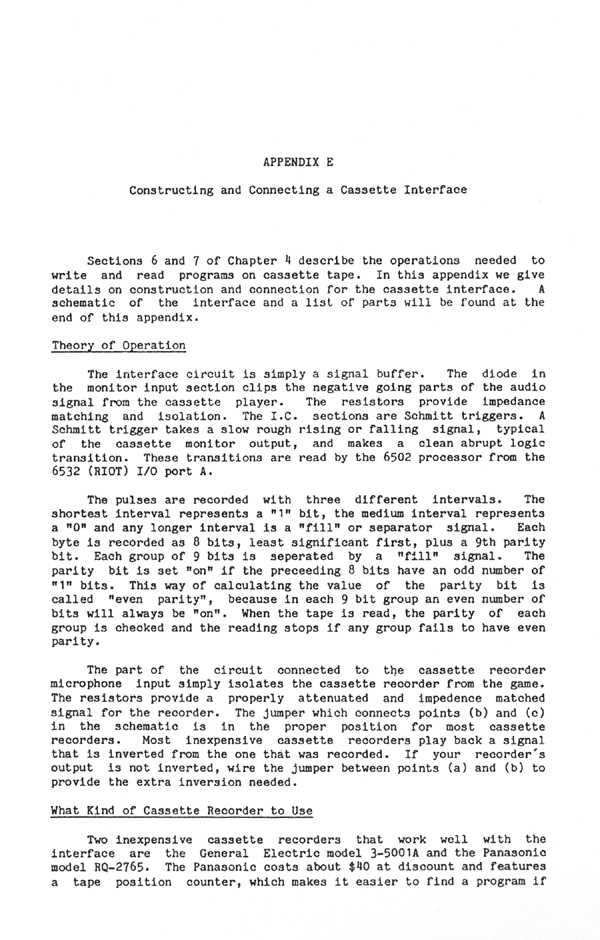 APPENDIX E
Constructing and Connecting a Cassette Interface
Sections 6 and 7 of Chapter 4 describe the operations needed to
write and read programs on cassette tape. In this appendix we give
details on construction and connection for the cassette interface. A
schematic of the interface and a list of parts will be found at the
end of this appendix.
Theory of Operation
The interface circuit is simply a signal buffer. The diode in
the monitor input section clips the negative going parts of the audio
signal from the cassette player. The resistors provide impedance
matching and isolation. The I.C. sections are Schmitt triggers. A
Schmitt trigger takes a slow rough rising or falling signal, typical
of the cassette monitor output, and makes a clean abrupt logic
transition. These transitions are read by the 6502 processor from the
6532 (RIOT) I/O port A.
The pulses are recorded with three different intervals. The
shortest interval represents a "1" bit, the medium interval represents
a "0" and any longer interval is a "fill" or separator signal. Each
byte is recorded as 8 bits, least significant first, plus a 9th parity
bit. Each group of 9 bits is seperated by a "fill" signal. The
parity bit is set "on" if the preceeding 8 bits have an odd number of
"1" bits. This way of calculating the value of the parity bit is
called "even parity", because in each 9 bit group an even number of
bits will always be "on". When the tape is read, the parity of each
group is checked and the reading stops if any group fails to have even
parity.
The part of the circuit connected to the cassette recorder
microphone input simply isolates the cassette recorder from the game.
The resistors provide a properly attenuated and impedence matched
signal for the recorder. The jumper which connects points (b) and (c)
in the schematic is in the proper position for most cassette
recorders. Most inexpensive cassette recorders play back a signal
that is inverted from the one that was recorded. If your recorder's
output is not inverted, wire the jumper between points (a) and (b) to
provide the extra inversion needed.
What Kind of Cassette Recorder to Use
Two inexpensive cassette recorders that work well with the
interface are the General Electric model 3-5001A and the Panasonic
model RQ-2765. The Panasonic costs about $40 at discount and features
a tape position counter, which makes it easier to find a program if